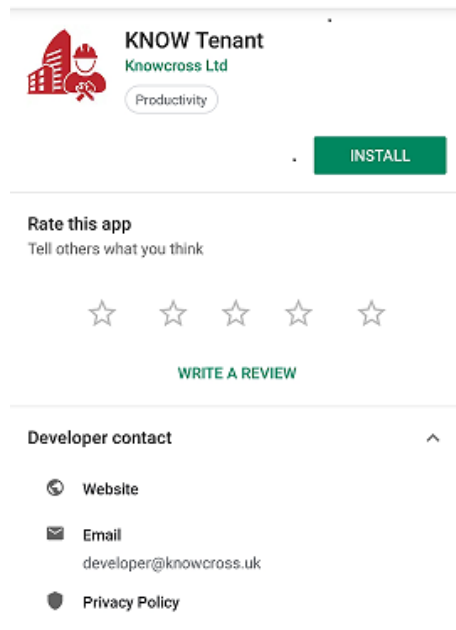 KNOW Tenant
Knowcross Ltd
Productivity
INSTALL
Rate this app
Tell others what you think
WRITE A REVIEW
Developer contact
Website
Email
developer@knowcross.uk
Privacy Policy